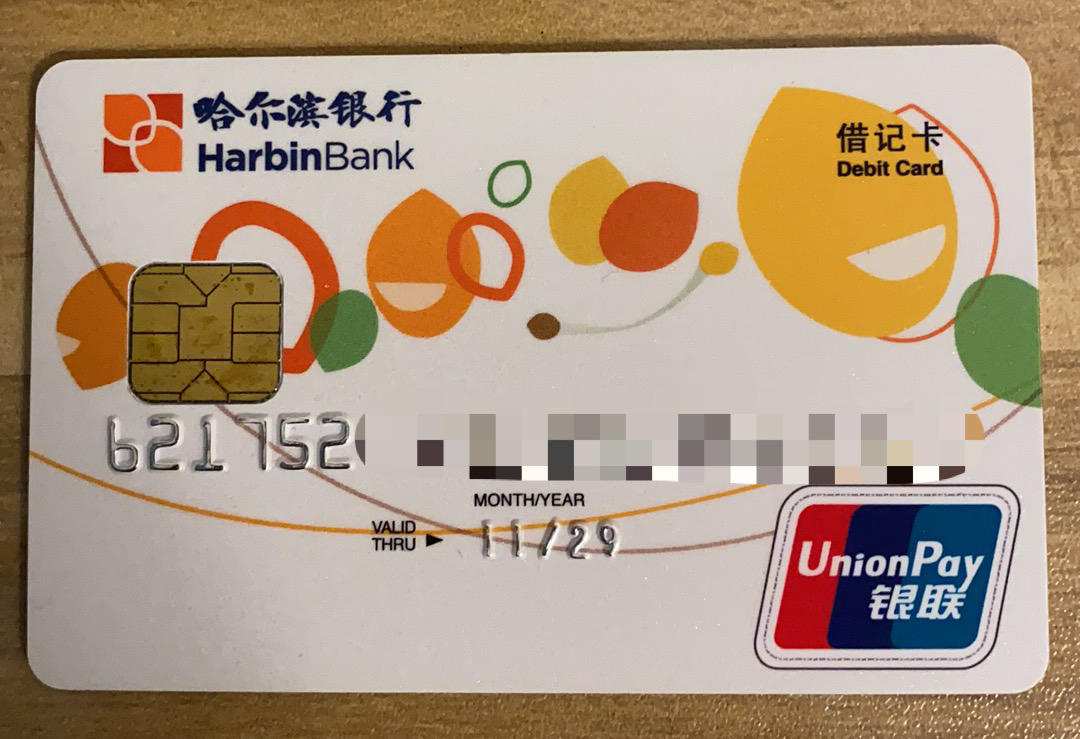 哈尔滨银行
HarbinBank
借记卡
Debit Card
621752
MONTH/YEAR
VALID
THRU
11/29
UnionPay
银联